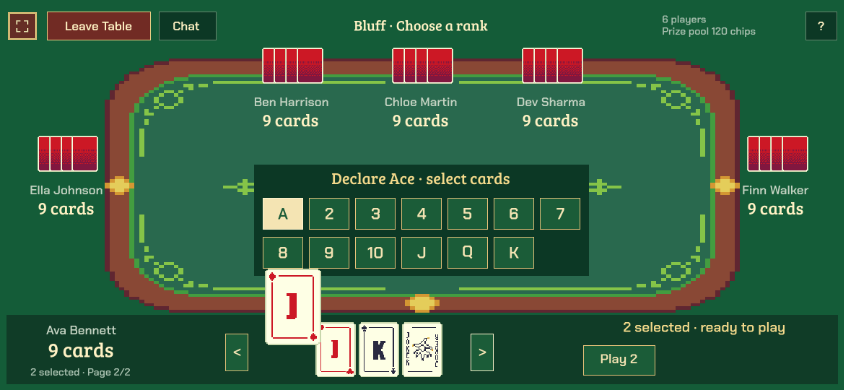 Leave Table
Chat
Bluff · Choose a rank
6 players
Prize pool 120 chips
?
Ben Harrison
9 cards
Chloe Martin
9 cards
Dev Sharma
9 cards
Ella Johnson
9 cards
Finn Walker
9 cards
Declare Ace · select cards
A 2 3 4 5 6 7
8 9 10 J Q K
Ava Bennett
9 cards
2 selected · Page 2/2
<
J
J
K
JOKER
JOKER
>
2 selected · ready to play
Play 2